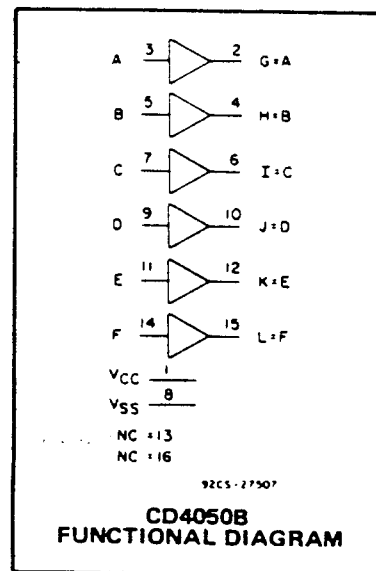 A 3 2 G=A
B 5 4 H=B
C 7 6 I=C
D 9 10 J=D
E 11 12 K=E
F 14 15 L=F
VCC 1
VSS 8
NC =13
NC =16
92CS-27507
CD4050B
FUNCTIONAL DIAGRAM